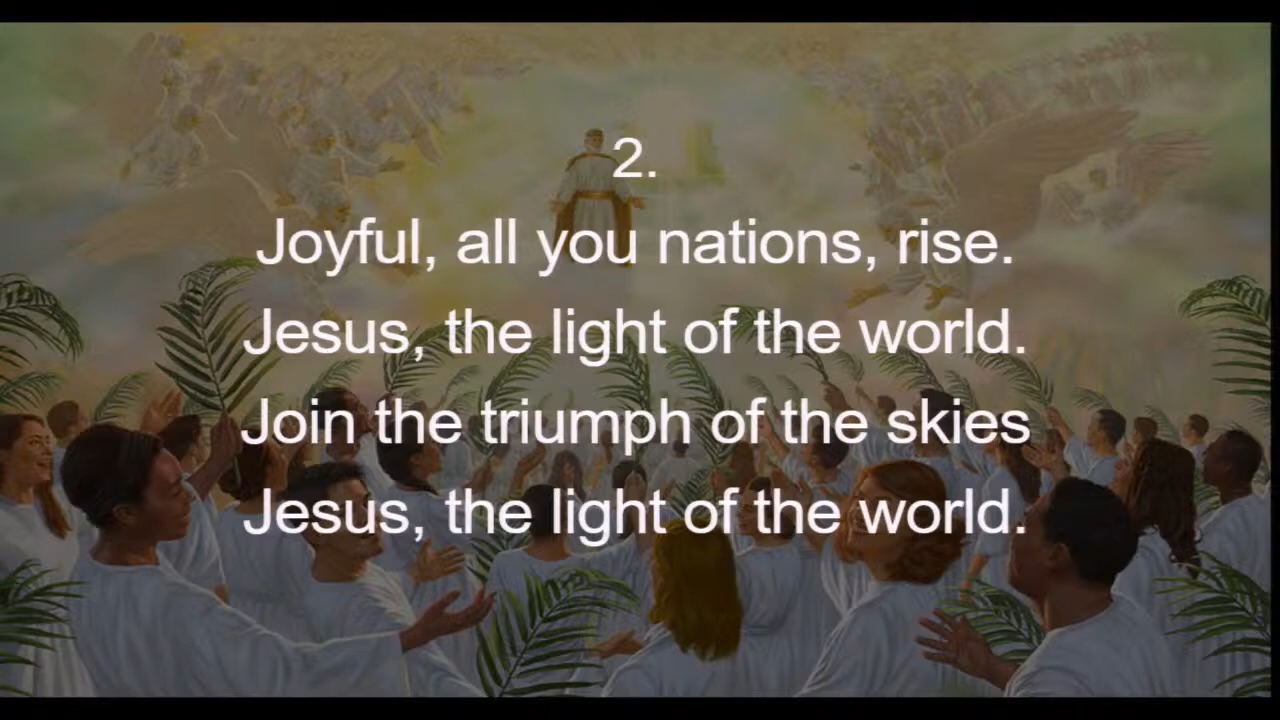 2.
Joyful, all you nations, rise.
Jesus, the light of the world.
Join the triumph of the skies
Jesus, the light of the world.